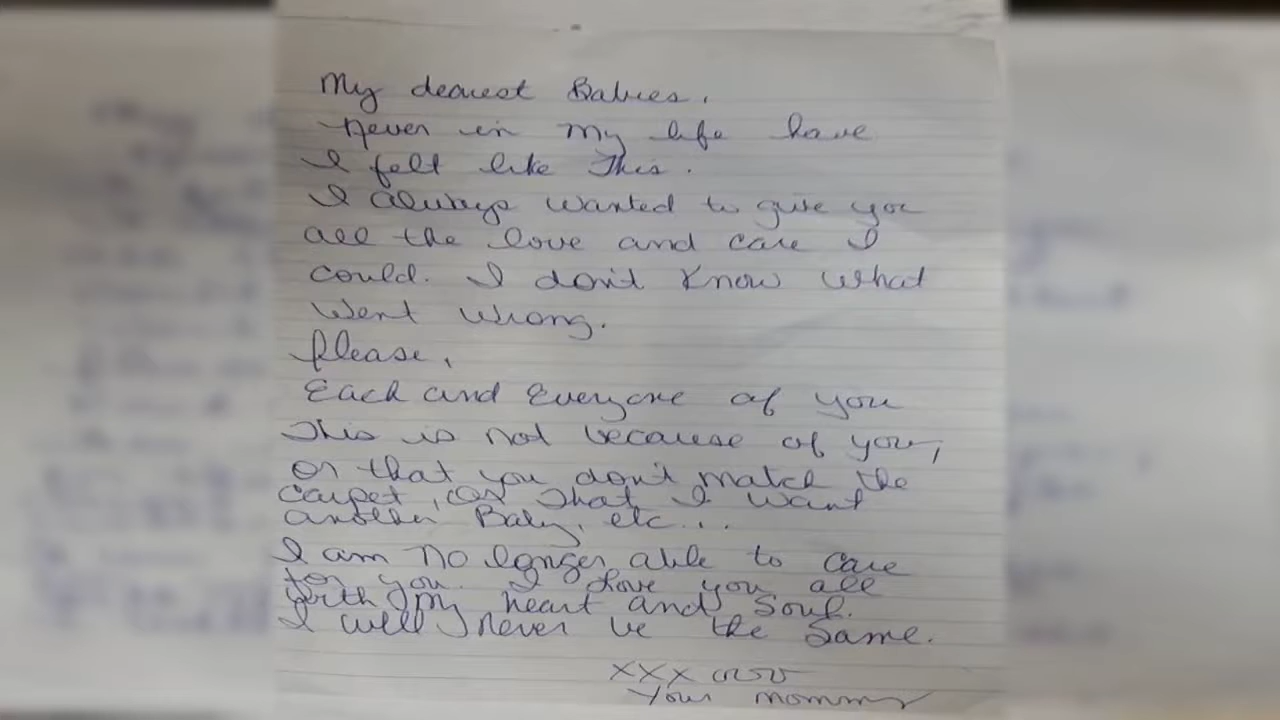 My dearest Babies.
Never in my life have
I felt like This.
I always wanted to give you
all the love and care I
could. I don't know what
went wrong.
Please,
Each and Everyone of you
This is not because of you,
or that you don't match the
carpet, or that I want
another Baby, etc...
I am no longer able to care
for you. I love you all
with my heart and soul.
I will never be the same.
xxx
Your mommy